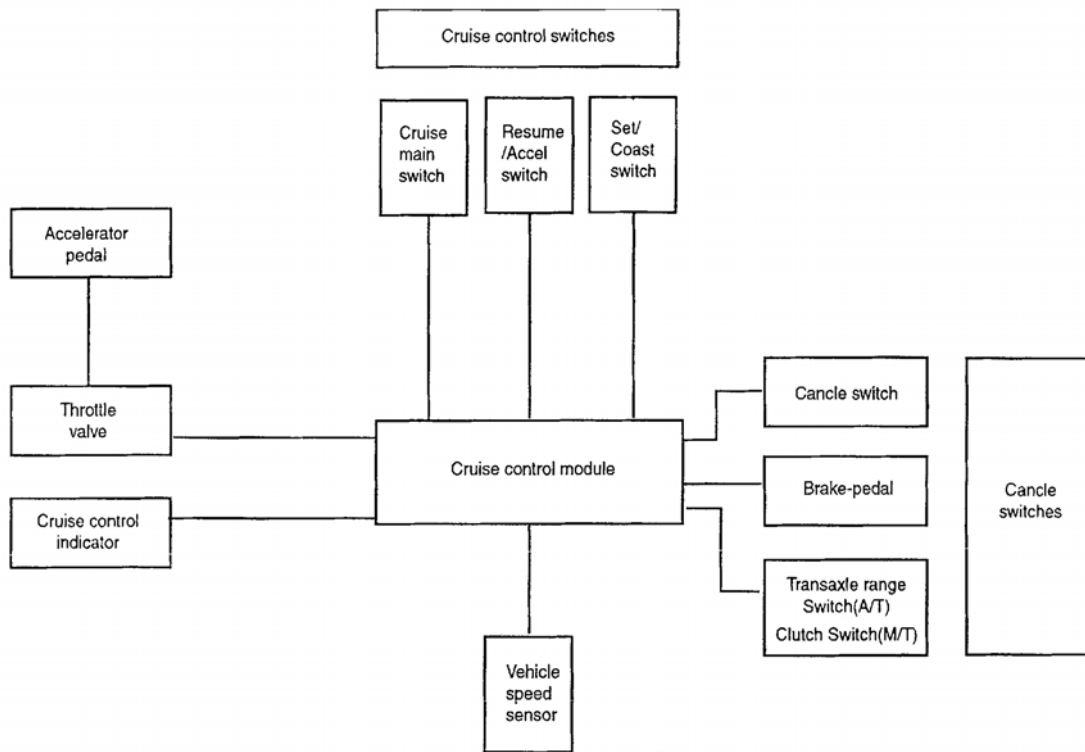 Cruise control switches
Cruise
main
switch
Resume
/Accel
switch
Set/
Coast
switch
Accelerator
pedal
Throttle
valve
Cruise control
indicator
Cruise control module
Cancle switch
Brake-pedal
Transaxle range
Switch(A/T)
Clutch Switch(M/T)
Cancle
switches
Vehicle
speed
sensor